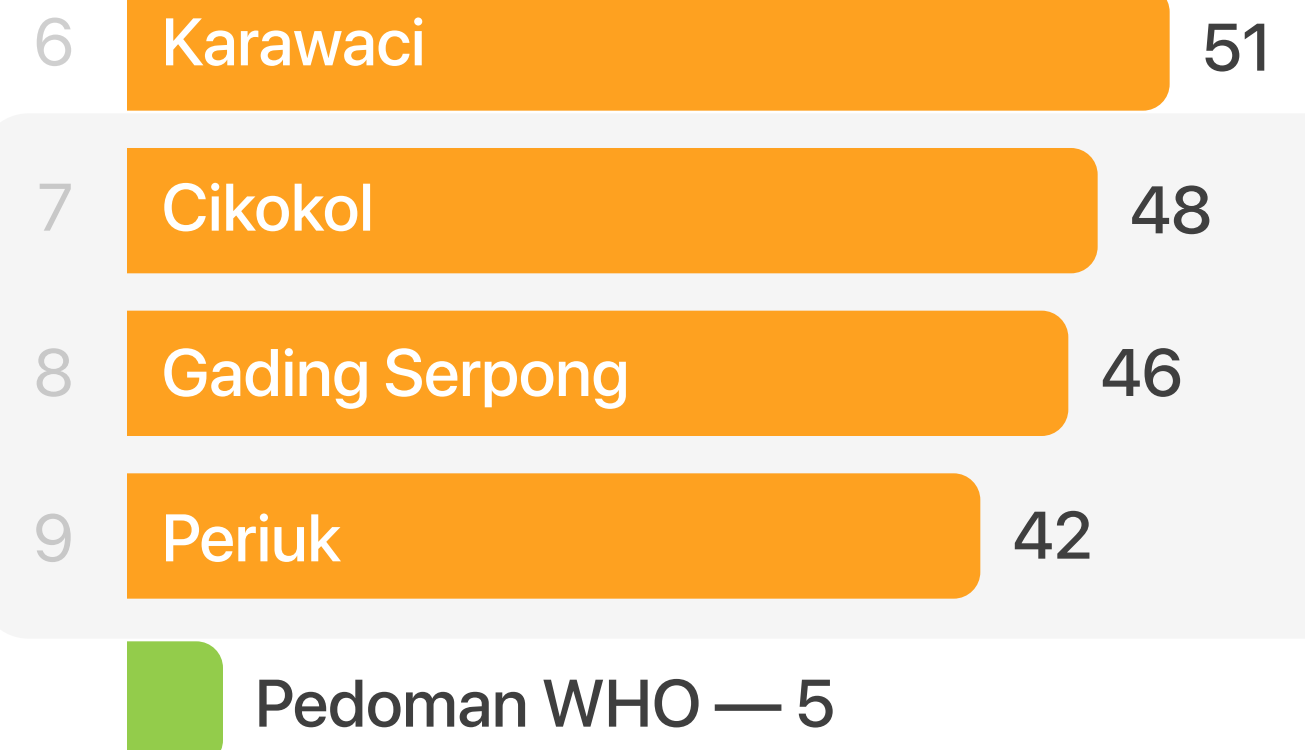 6 Karawaci 51
7 Cikokol 48
8 Gading Serpong 46
9 Periuk 42
Pedoman WHO — 5